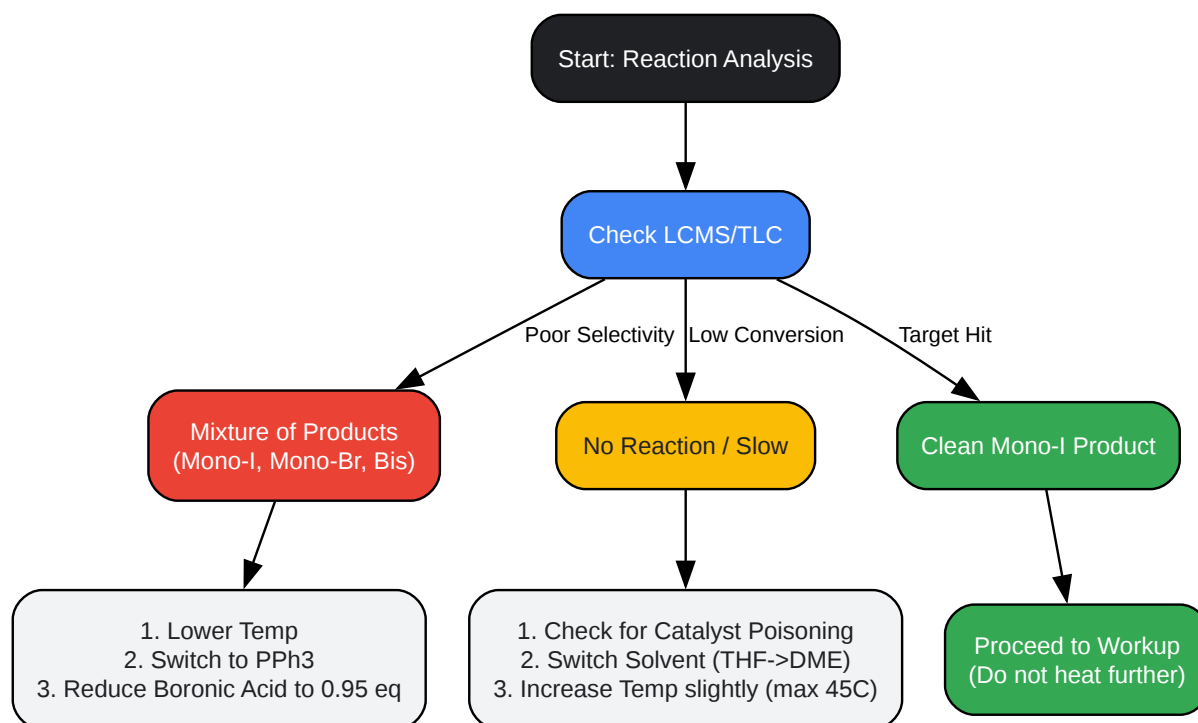 Start: Reaction Analysis
Check LCMS/TLC
Poor Selectivity
Low Conversion
Target Hit
Mixture of Products
(Mono-I, Mono-Br, Bis)
No Reaction / Slow
Clean Mono-I Product
1. Lower Temp
2. Switch to PPh3
3. Reduce Boronic Acid to 0.95 eq
1. Check for Catalyst Poisoning
2. Switch Solvent (THF->DME)
3. Increase Temp slightly (max 45C)
Proceed to Workup
(Do not heat further)